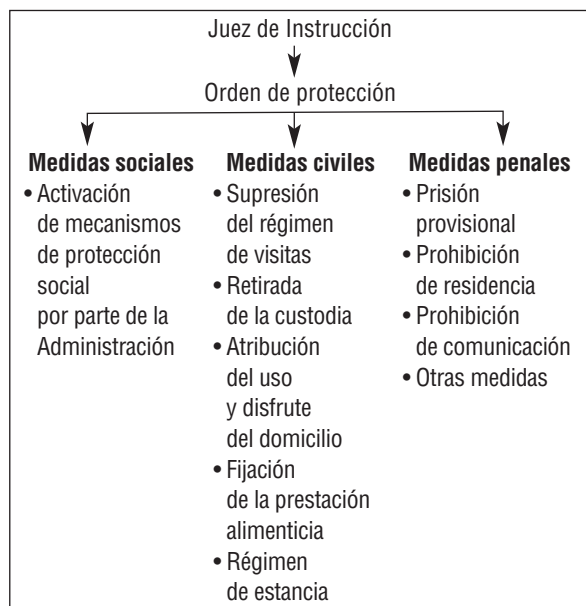 Juez de Instrucción
Orden de protección
Medidas sociales
• Activación
de mecanismos
de protección
social
por parte de la
Administración
Medidas civiles
• Supresión
del régimen
de visitas
• Retirada
de la custodia
• Atribución
del uso
y disfrute
del domicilio
• Fijación
de la prestación
alimenticia
• Régimen
de estancia
Medidas penales
• Prisión
provisional
• Prohibición
de residencia
• Prohibición
de comunicación
• Otras medidas